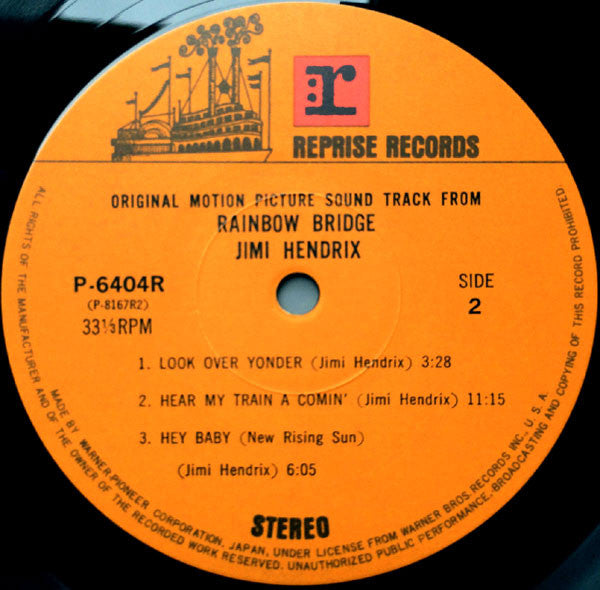 r
REPRISE RECORDS
ORIGINAL MOTION PICTURE SOUND TRACK FROM
RAINBOW BRIDGE
JIMI HENDRIX
P-6404R
(P-8167R2)
33⅓RPM
SIDE
2
1. LOOK OVER YONDER (Jimi Hendrix) 3:28
2. HEAR MY TRAIN A COMIN' (Jimi Hendrix) 11:15
3. HEY BABY (New Rising Sun)
(Jimi Hendrix) 6:05
STEREO
ALL RIGHTS OF THE MANUFACTURER AND OF THE OWNER OF THE RECORDED WORK RESERVED. UNAUTHORIZED PUBLIC PERFORMANCE, BROADCASTING AND COPYING OF THIS RECORD PROHIBITED.
MADE BY WARNER-PIONEER CORPORATION, JAPAN, UNDER LICENSE FROM WARNER BROS. RECORDS INC., U.S.A.